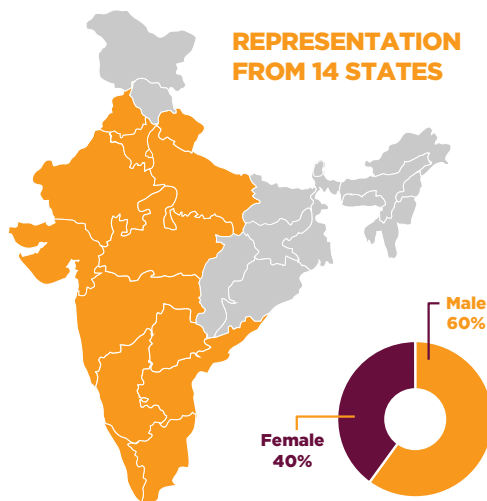 REPRESENTATION
FROM 14 STATES
Male
60%
Female
40%